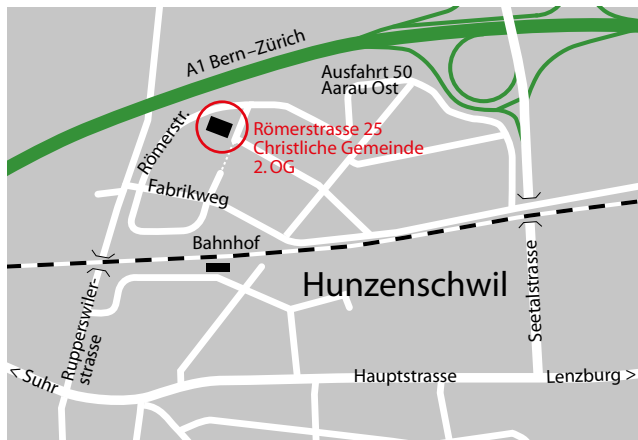 A1 Bern–Zürich
Ausfahrt 50
Aarau Ost
Römerstr.
Römerstrasse 25
Christliche Gemeinde
2. OG
Fabrikweg
Bahnhof
Hunzenschwil
Seetalstrasse
Rupperswiler-
strasse
< Suhr
Hauptstrasse
Lenzburg >